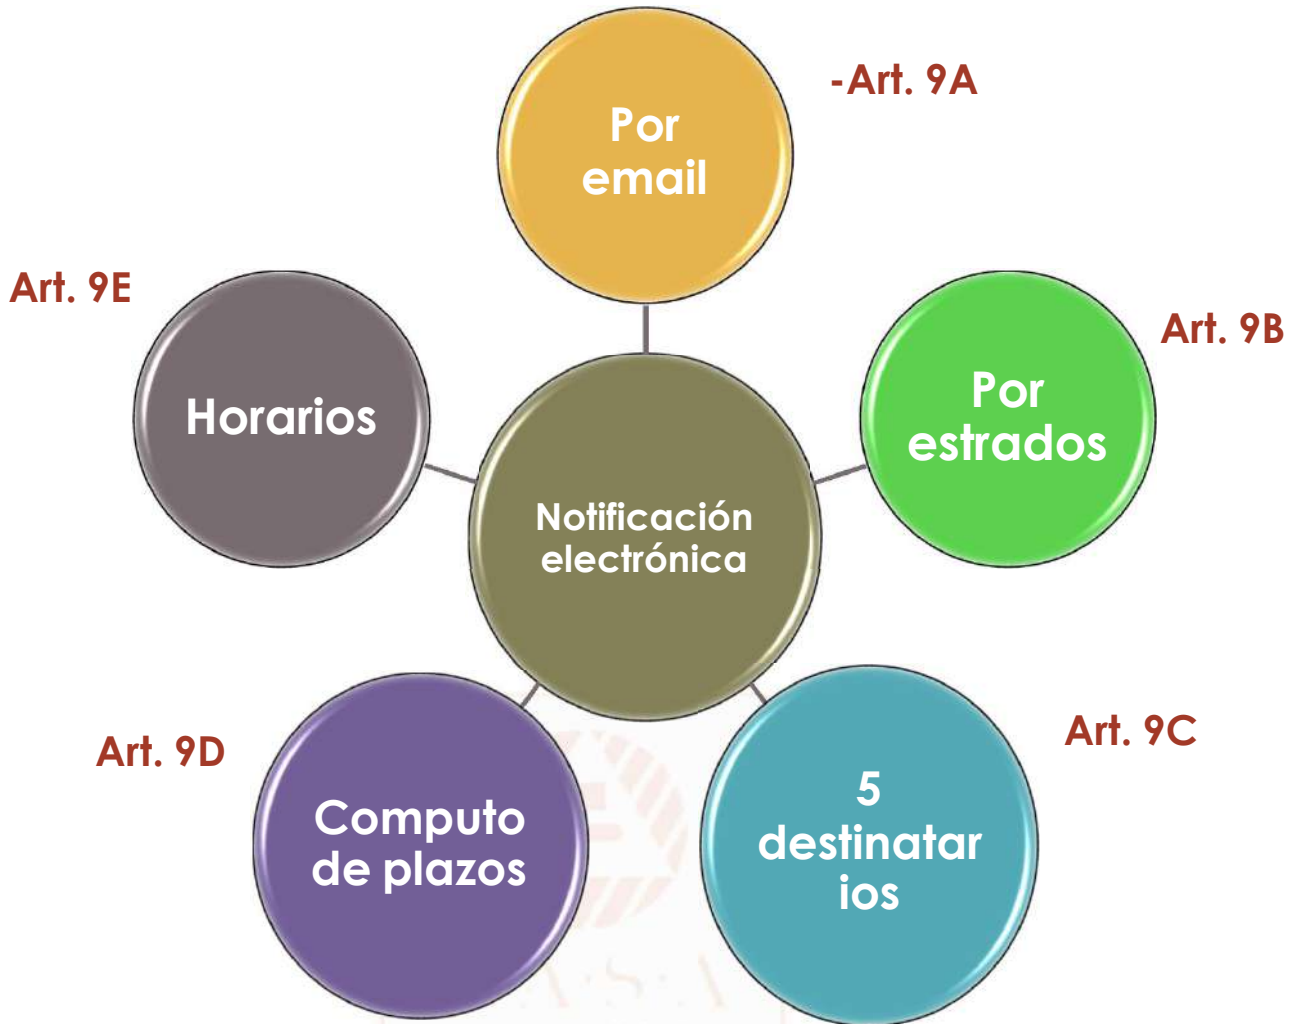 -Art. 9A
Por
email
Art. 9E
Horarios
Art. 9B
Por
estrados
Notificación
electrónica
Art. 9D
Computo
de plazos
Art. 9C
5
destinatar
ios